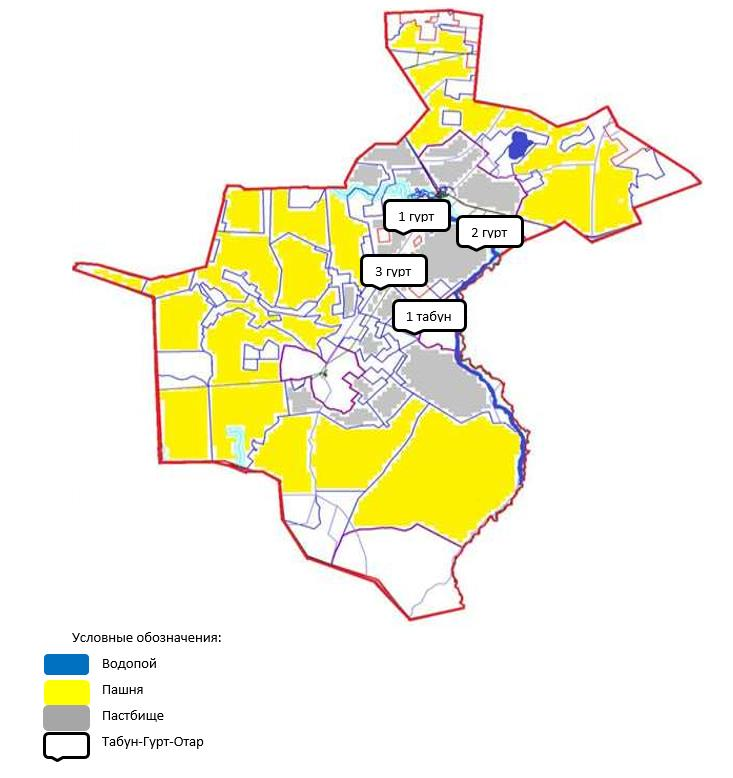 1 гурт
2 гурт
3 гурт
1 табун
Условные обозначения:
Водопой
Пашня
Пастбище
Табун-Гурт-Отар